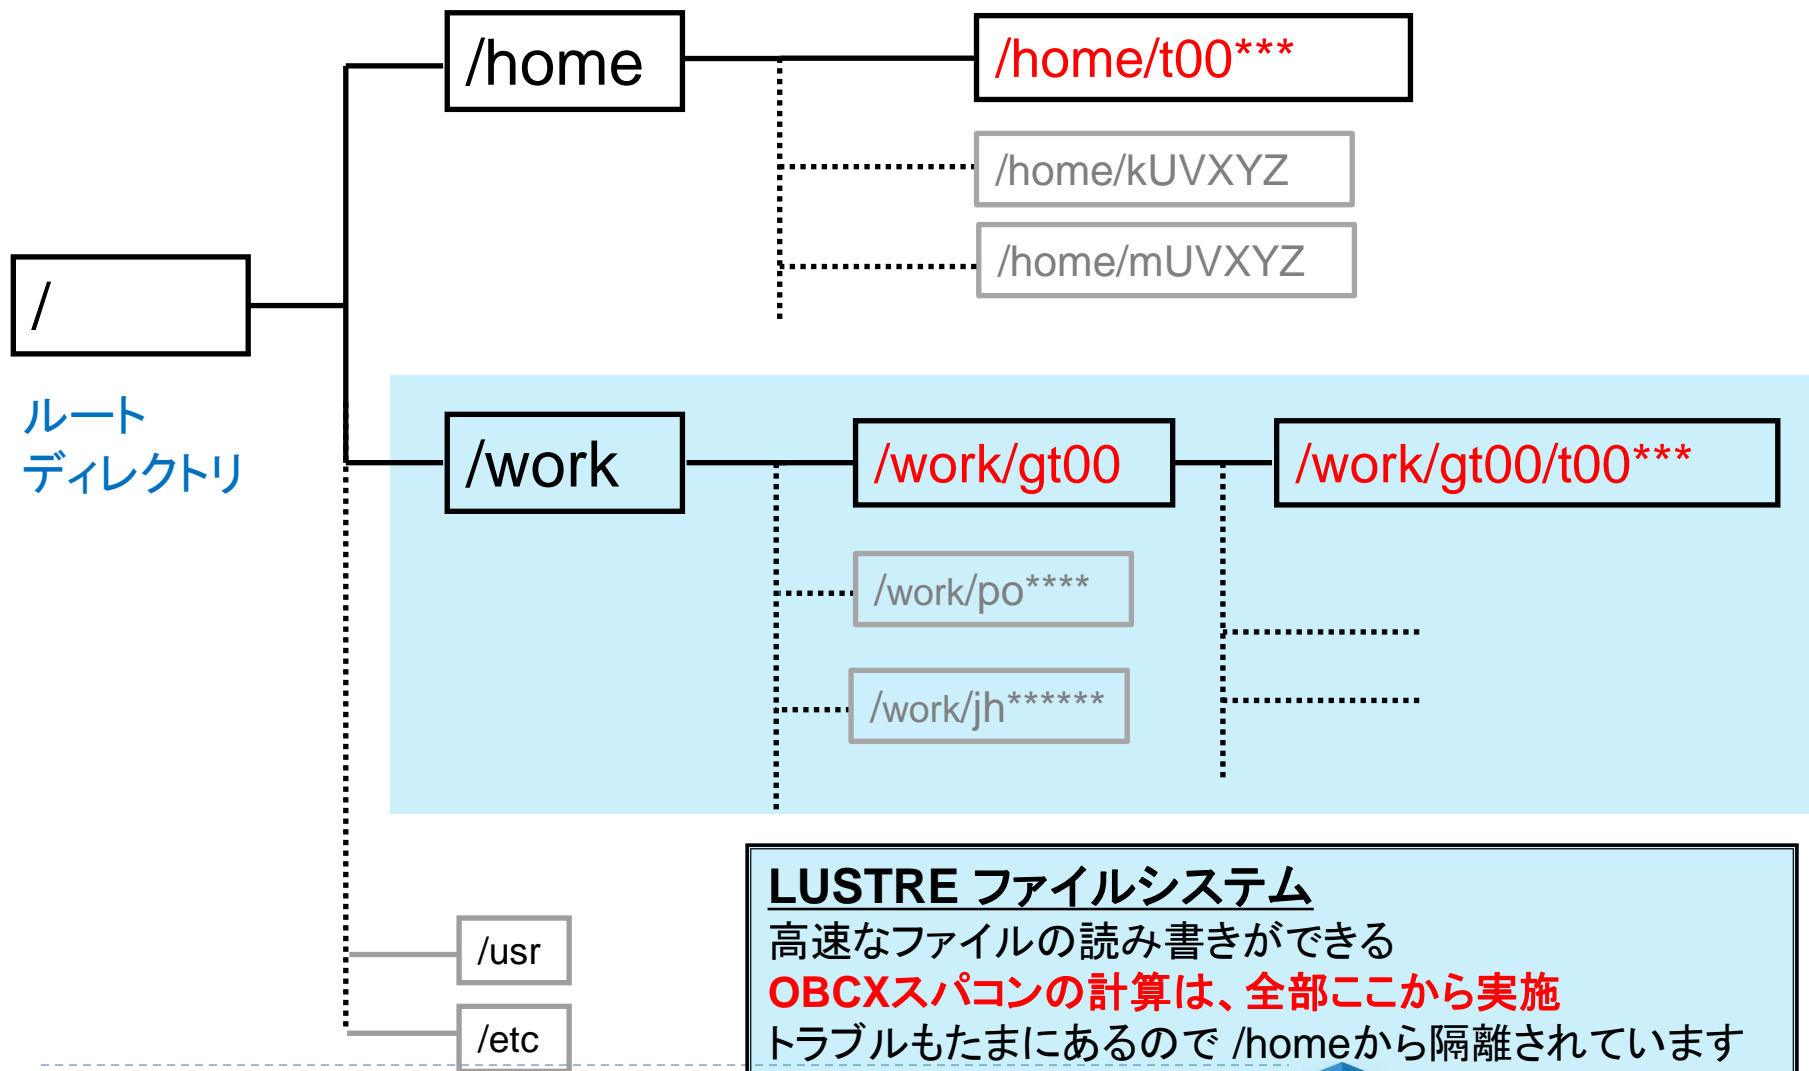 /home
/home/t00***
/home/kUVXYZ
/home/mUVXYZ
/
ルート
ディレクトリ
/work
/work/gt00
/work/gt00/t00***
/work/po****
/work/jh******
/usr
/etc
LUSTRE ファイルシステム
高速なファイルの読み書きができる
OBCXスパコンの計算は、全部ここから実施
トラブルもたまにあるので /homeから隔離されています